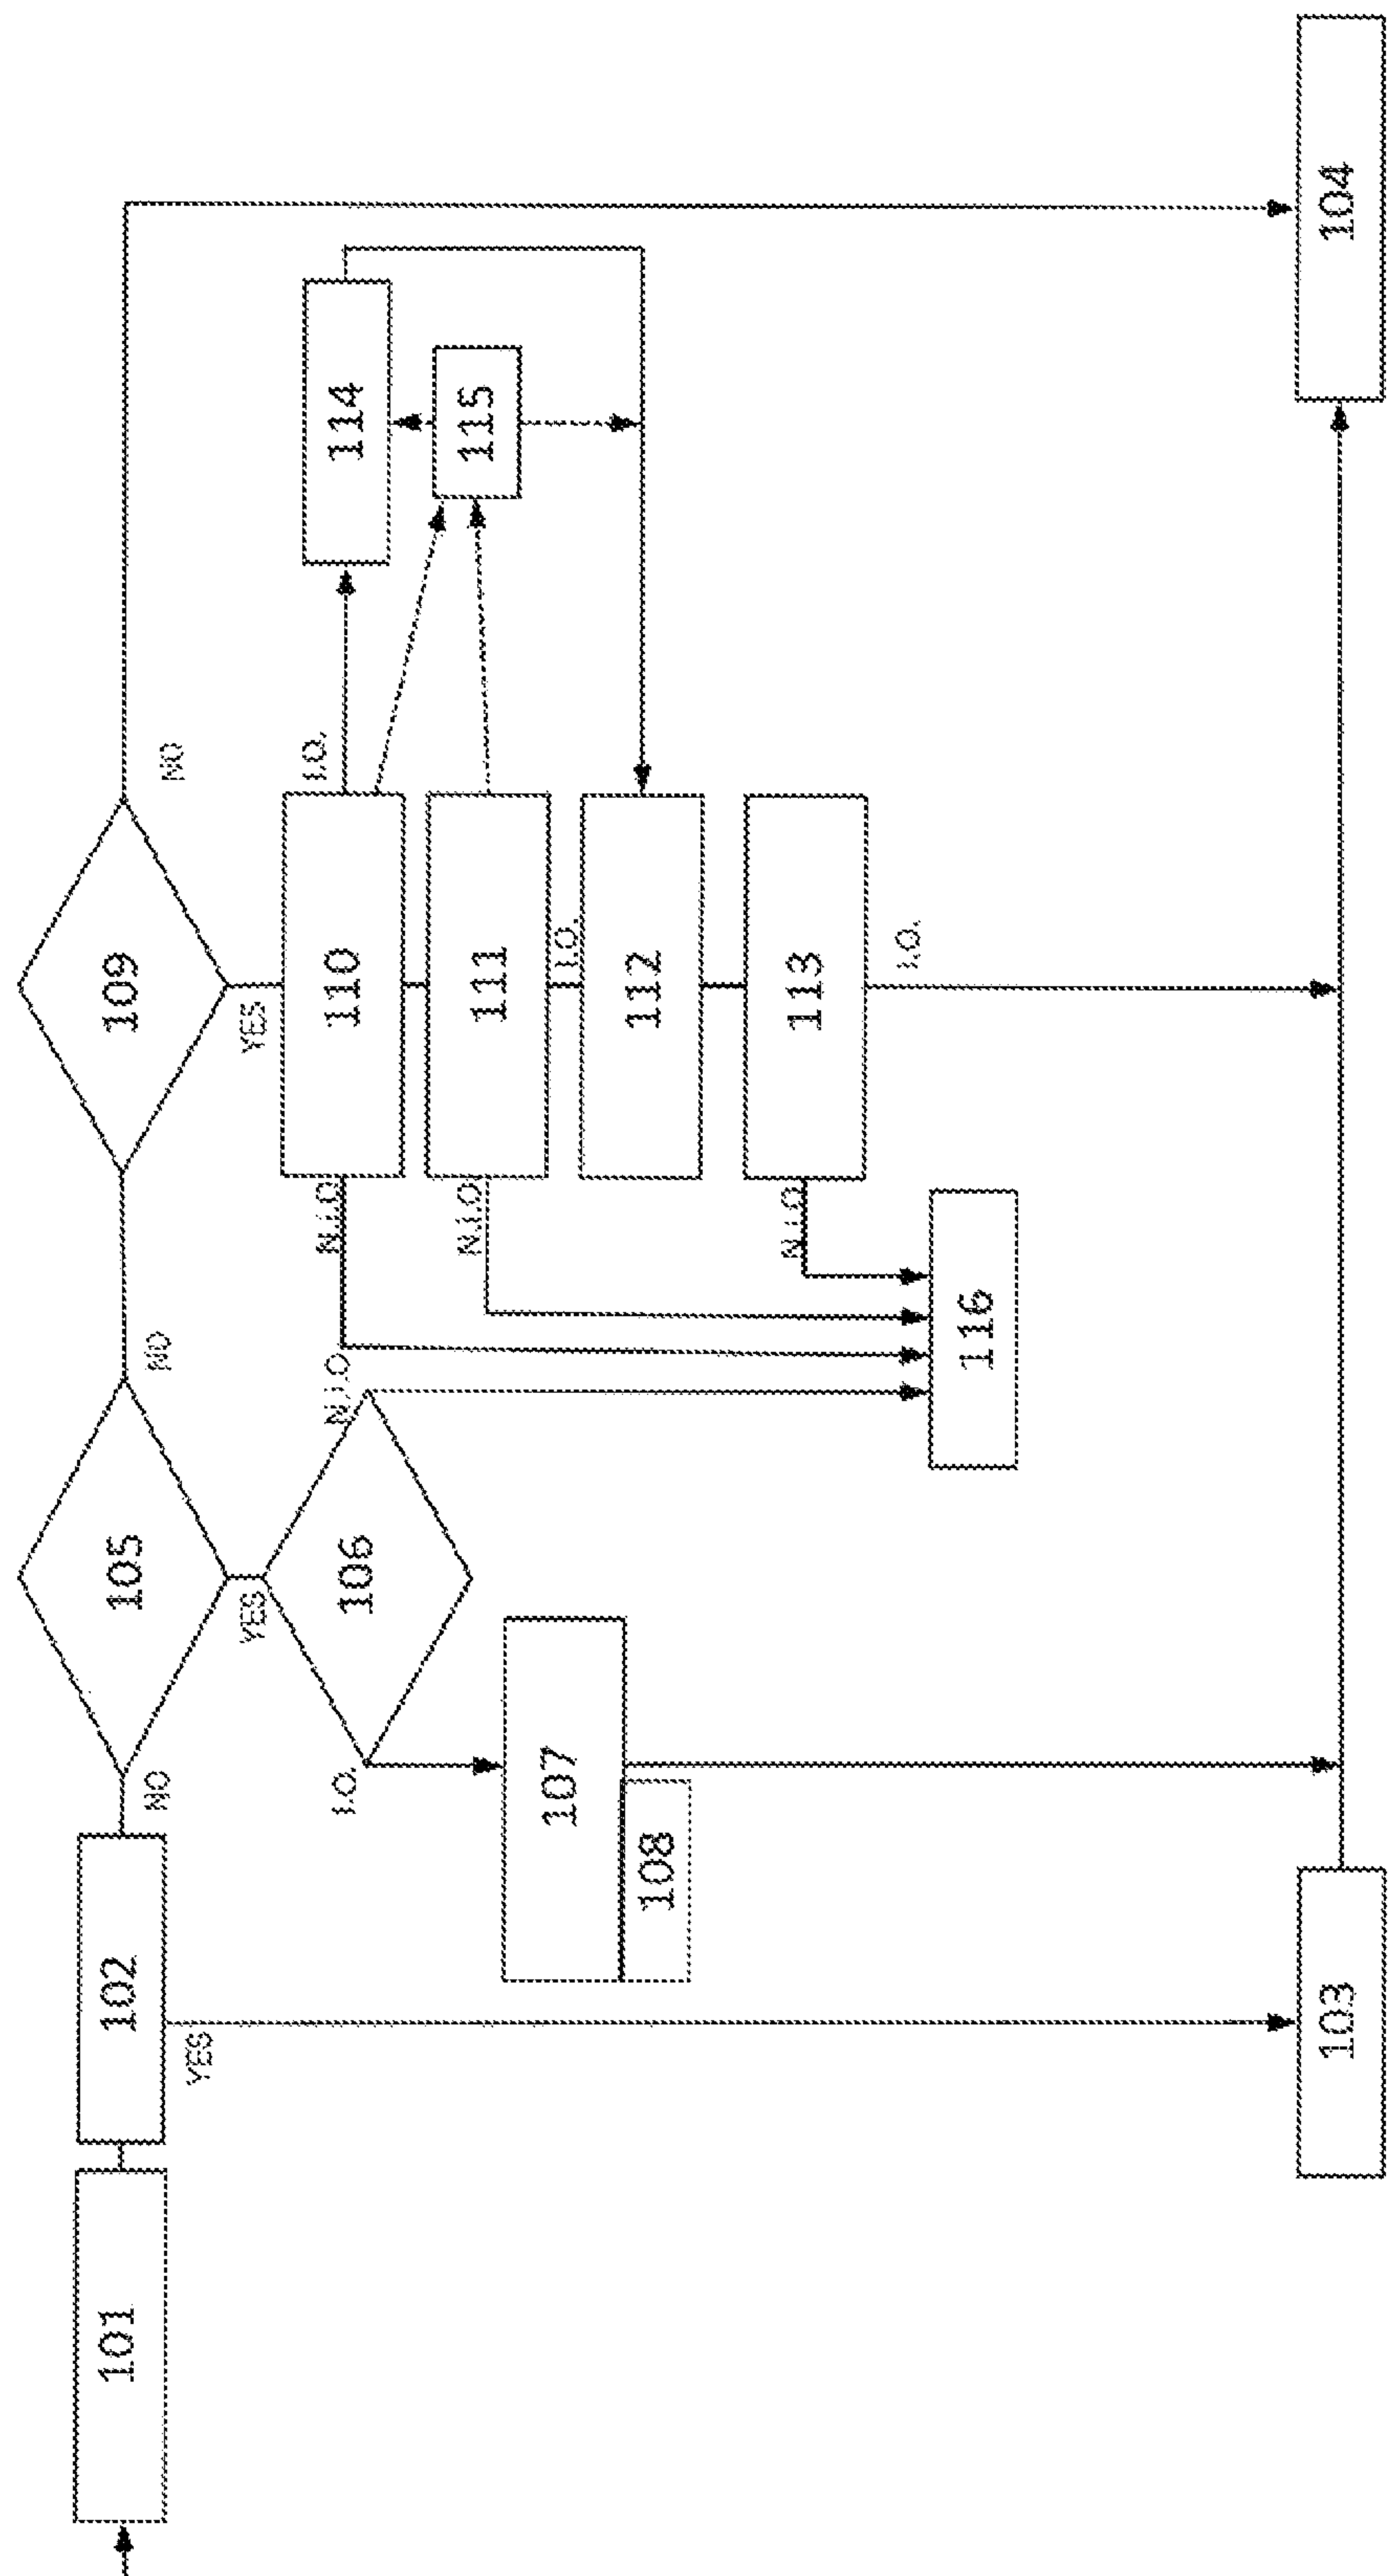 101
102
105
109
NO
NO
NO
YES
YES
YES
I.O.
106
N.I.O
N.I.O.
110
I.O.
114
N.I.O.
111
115
107
I.O.
108
112
N.I.O
113
I.O.
116
103
104